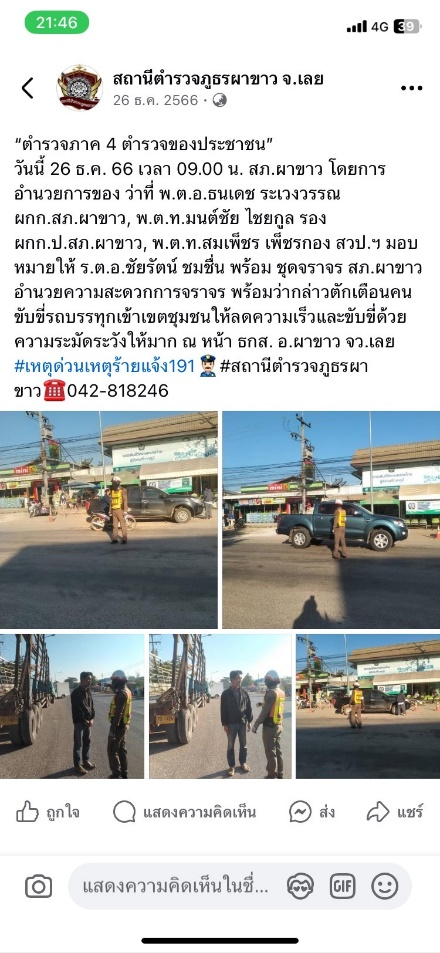 21:46
4G
39
สถานีตำรวจภูธรผาขาว จ.เลย
26 ธ.ค. 2566 ·
“ตำรวจภาค 4 ตำรวจของประชาชน”
วันนี้ 26 ธ.ค. 66 เวลา 09.00 น. สภ.ผาขาว โดยการ
อำนวยการของ ว่าที่ พ.ต.อ.ธนเดช ระเวงวรรณ
ผกก.สภ.ผาขาว, พ.ต.ท.มนต์ชัย ไชยกูล รอง
ผกก.ป.สภ.ผาขาว, พ.ต.ท.สมเพ็ชร เพ็ชรกอง สวป.ฯ มอบ
หมายให้ ร.ต.อ.ชัยรัตน์ ชมชื่น พร้อม ชุดจราจร สภ.ผาขาว
อำนวยความสะดวกการจราจร พร้อมว่ากล่าวตักเตือนคน
ขับขี่รถบรรทุกเข้าเขตชุมชนให้ลดความเร็วและขับขี่ด้วย
ความระมัดระวังให้มาก ณ หน้า ธกส. อ.ผาขาว จว.เลย
#เหตุด่วนเหตุร้ายแจ้ง191👮🏻‍♂️#สถานีตำรวจภูธรผา
ขาว☎️042-818246
mini
mini
ถูกใจ
แสดงความคิดเห็น
ส่ง
แชร์
แสดงความคิดเห็นในชื่...
GIF